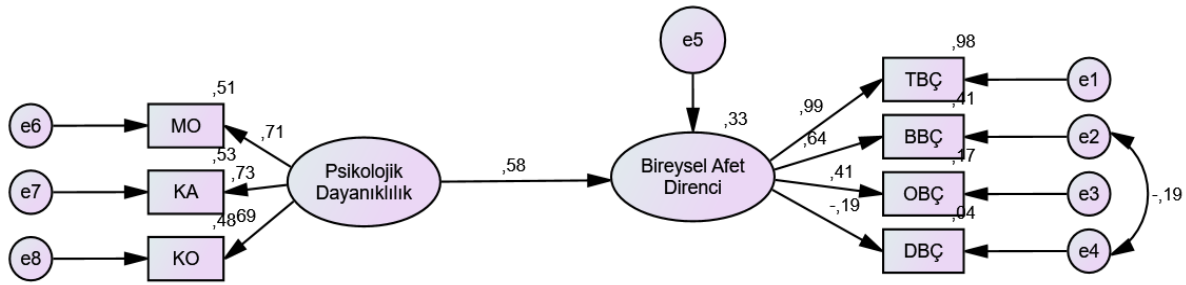 e5
,98
TBÇ
e1
,51
,99
,41
e6
MO
,71
,33
,64
BBÇ
e2
,53
,17
,73
Psikolojik
Dayanıklılık
,58
Bireysel Afet
Direnci
e7
KA
,41
OBÇ
e3
-,19
,48
,69
-,19
,04
e8
KO
DBÇ
e4